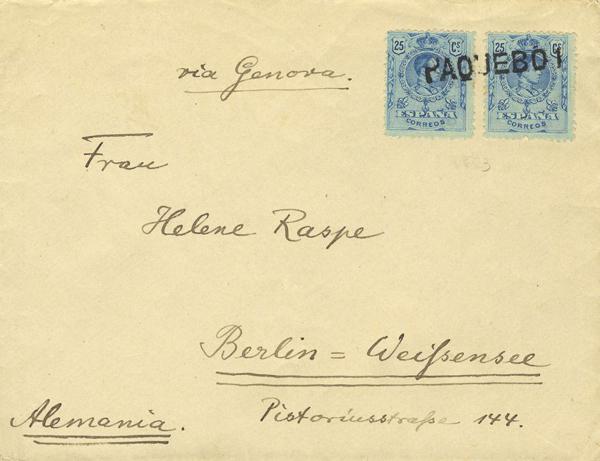 25 Cs 25 Cs
PAQUEBOT
ESPAÑA ESPAÑA
CORREOS CORREOS
via Genova.
Frau
Helene Raspe
Berlin = Weißensee
Pistoriusstraße 144.
Alemania.